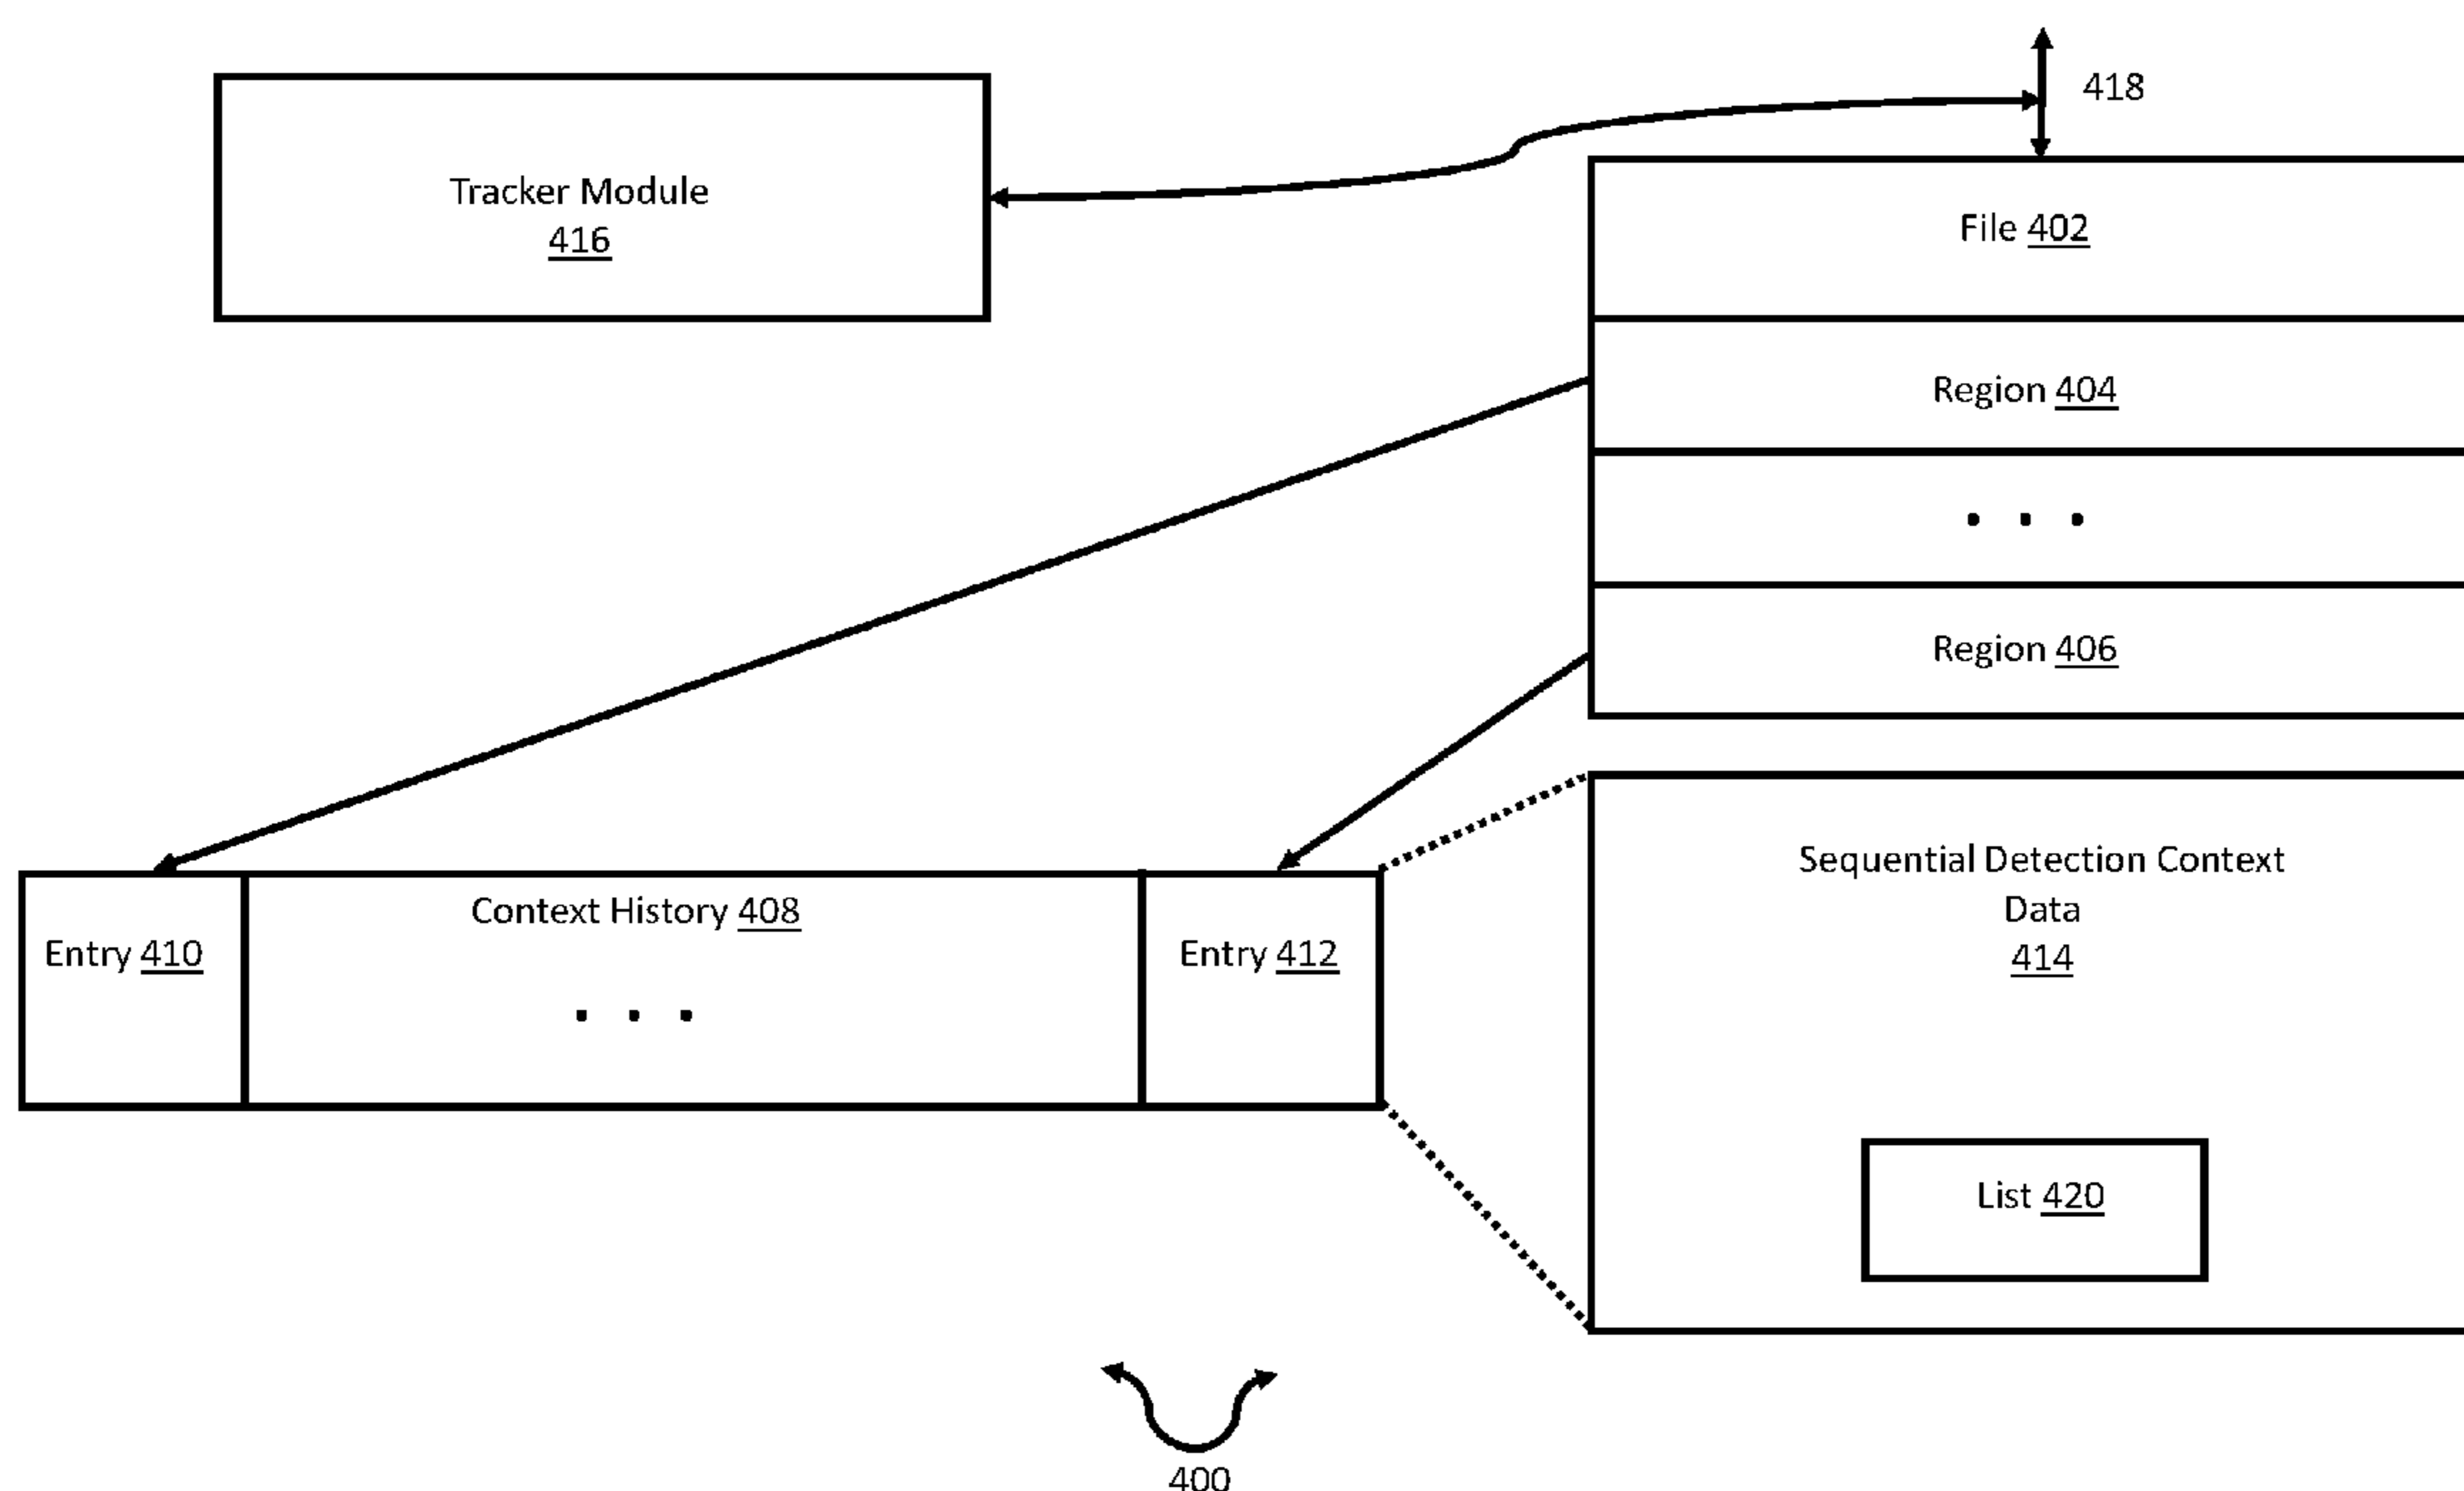 418
Tracker Module
416
File 402
Region 404
. . .
Region 406
Sequential Detection Context
Data
414
Context History 408
Entry 410
Entry 412
. . .
List 420
400